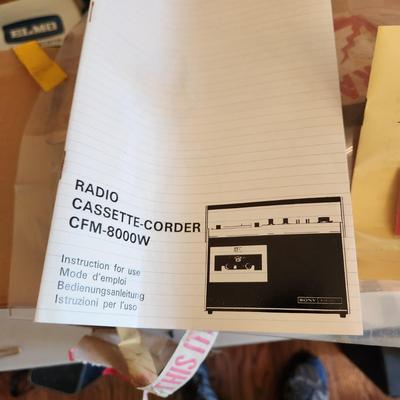 ELMO
RADIO
CASSETTE-CORDER
CFM-8000W
Instruction for use
Mode d'emploi
Bedienungsanleitung
Istruzioni per l'uso
SONY